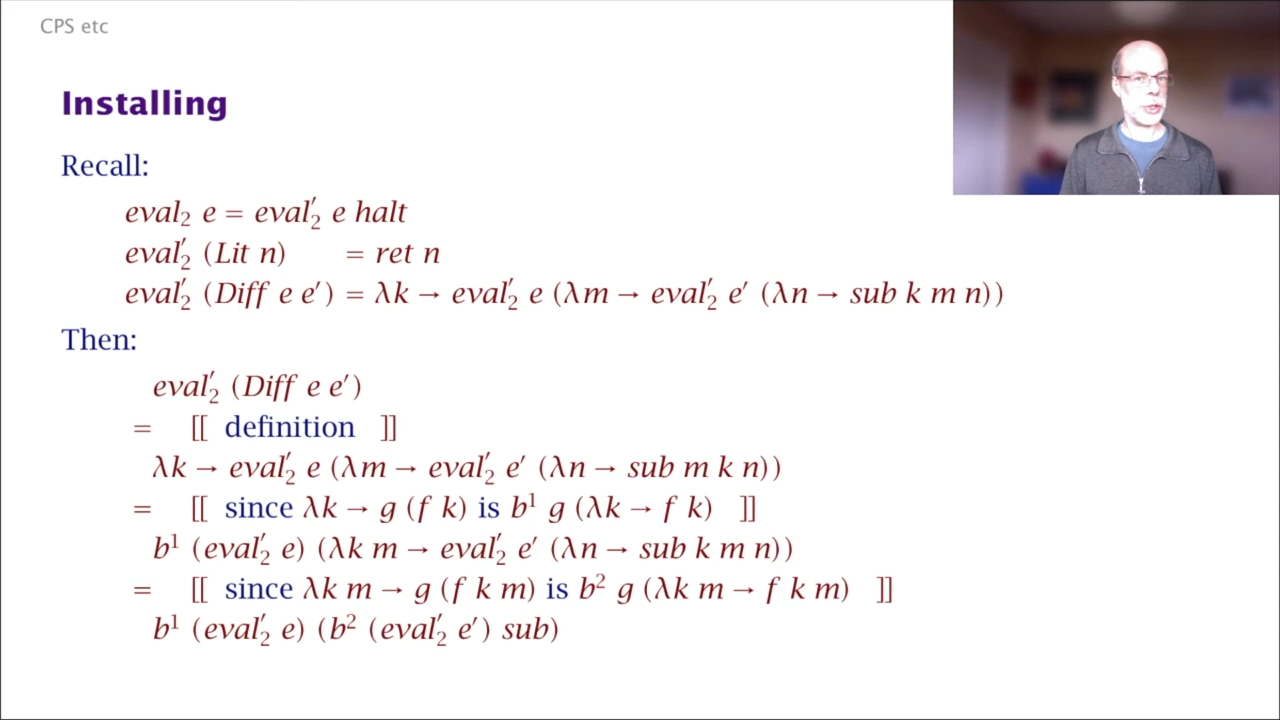 CPS etc
Installing
Recall:
eval₂ e = eval′₂ e halt
eval′₂ (Lit n) = ret n
eval′₂ (Diff e e′) = λk → eval′₂ e (λm → eval′₂ e′ (λn → sub k m n))
Then:
eval′₂ (Diff e e′)
= [[ definition ]]
λk → eval′₂ e (λm → eval′₂ e′ (λn → sub m k n))
= [[ since λk → g (f k) is b¹ g (λk → f k) ]]
b¹ (eval′₂ e) (λk m → eval′₂ e′ (λn → sub k m n))
= [[ since λk m → g (f k m) is b² g (λk m → f k m) ]]
b¹ (eval′₂ e) (b² (eval′₂ e′) sub)